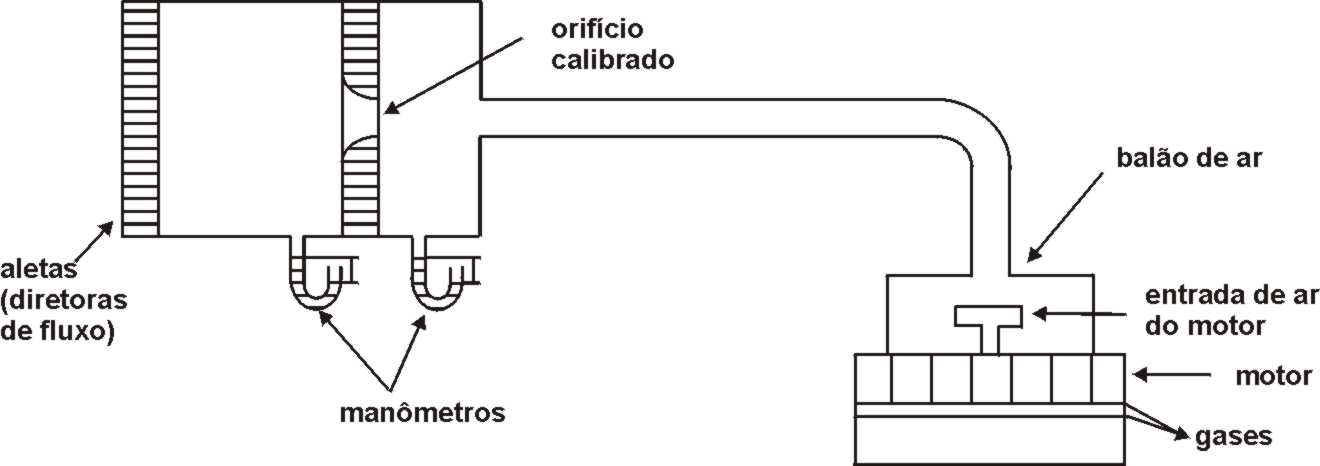 orifício
calibrado
balão de ar
aletas
(diretoras
de fluxo)
entrada de ar
do motor
motor
manômetros
gases